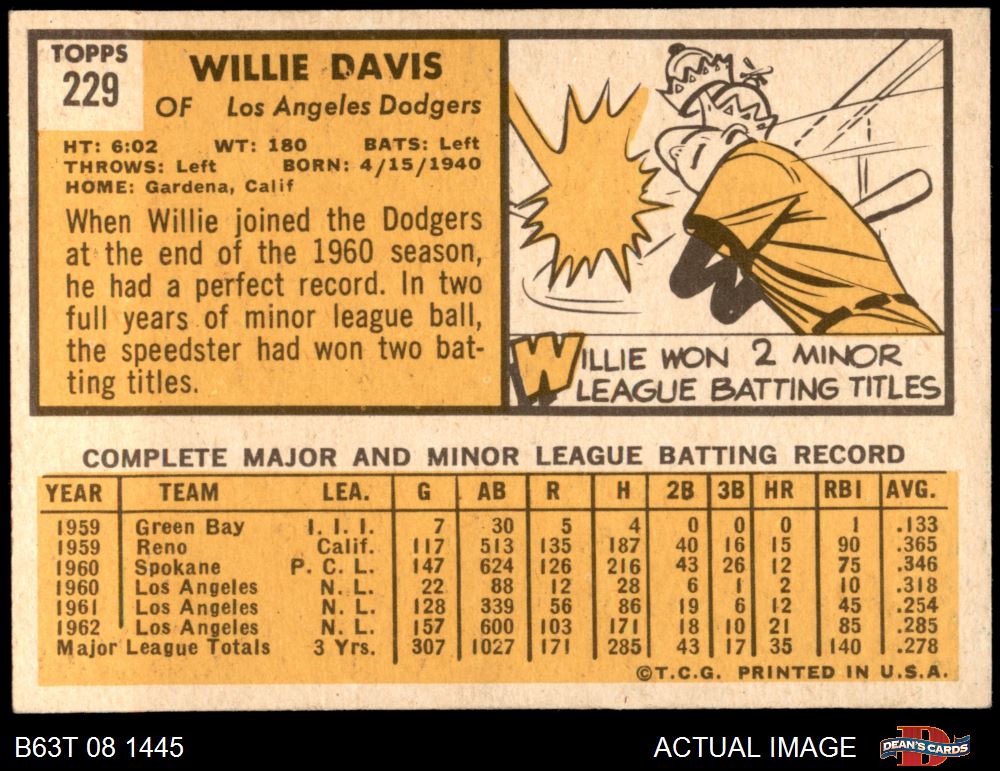 TOPPS
229
WILLIE DAVIS
OF Los Angeles Dodgers
HT: 6:02 WT: 180 BATS: Left
THROWS: Left BORN: 4/15/1940
HOME: Gardena, Calif
When Willie joined the Dodgers
at the end of the 1960 season,
he had a perfect record. In two
full years of minor league ball,
the speedster had won two bat-
ting titles.
WILLIE WON 2 MINOR
LEAGUE BATTING TITLES
COMPLETE MAJOR AND MINOR LEAGUE BATTING RECORD
YEAR TEAM LEA. G AB R H 2B 3B HR RBI AVG.
1959 Green Bay I. I. I. 7 30 5 4 0 0 0 1 .133
1959 Reno Calif. 117 513 135 187 40 16 15 90 .365
1960 Spokane P. C. L. 147 624 126 216 43 26 12 75 .346
1960 Los Angeles N. L. 22 88 12 28 6 1 2 10 .318
1961 Los Angeles N. L. 128 339 56 86 19 6 12 45 .254
1962 Los Angeles N. L. 157 600 103 171 18 10 21 85 .285
Major League Totals 3 Yrs. 307 1027 171 285 43 17 35 140 .278
©T.C.G. PRINTED IN U.S.A.
B63T 08 1445
ACTUAL IMAGE
DEAN'S CARDS